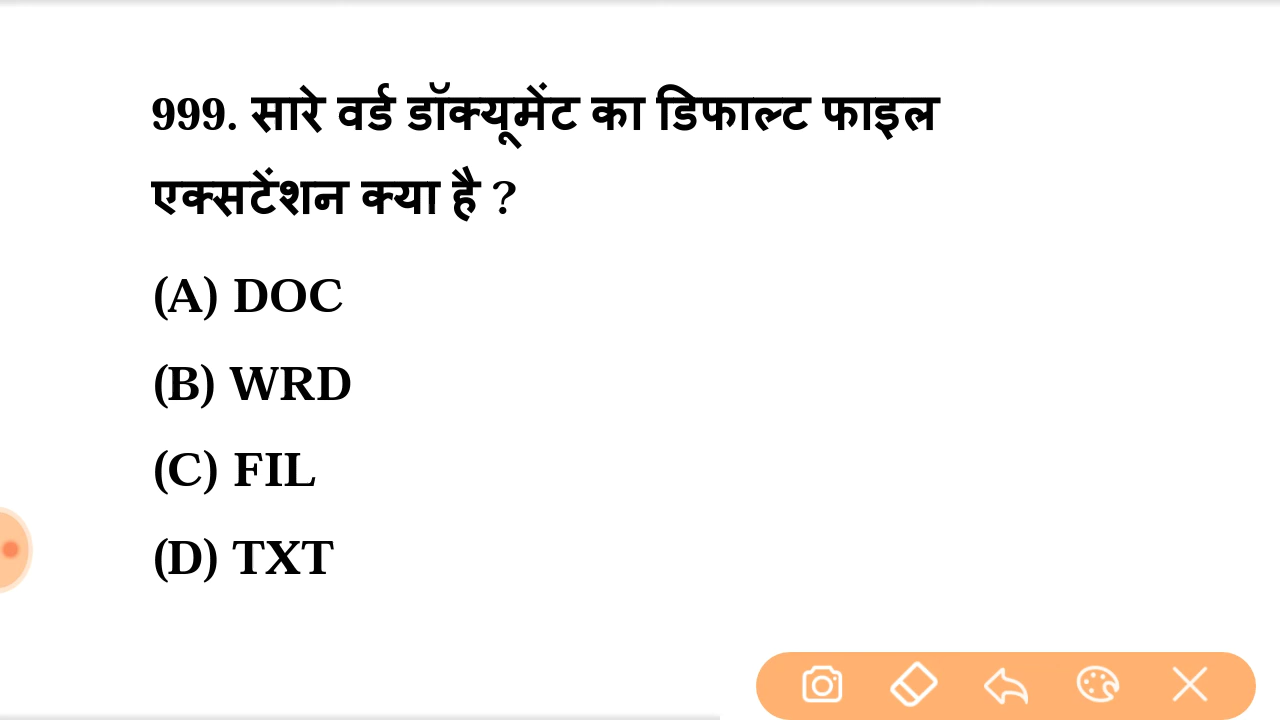 999. सारे वर्ड डॉक्यूमेंट का डिफाल्ट फाइल
एक्सटेंशन क्या है ?
(A) DOC
(B) WRD
(C) FIL
(D) TXT